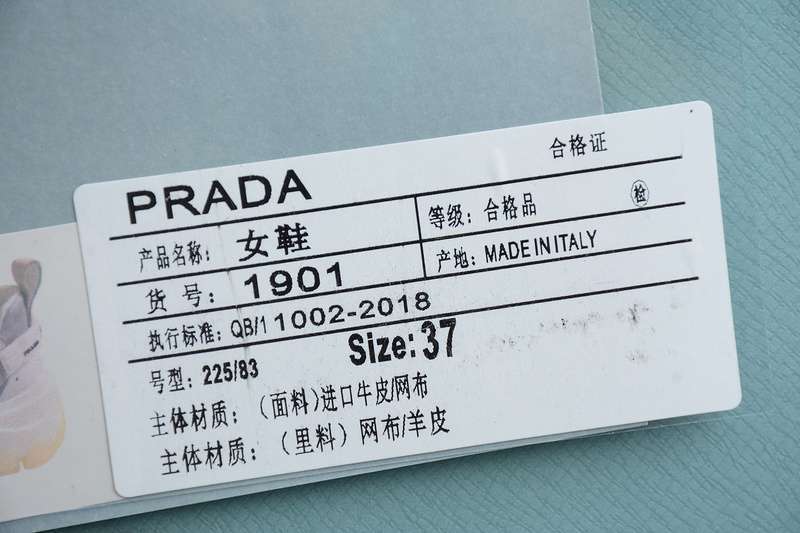 合格证
PRADA
产品名称： 女鞋
等级：合格品 检
货 号： 1901
产地：MADE IN ITALY
执行标准：QB/1 1002-2018
号型：225/83 Size: 37
主体材质：（面料）进口牛皮/网布
主体材质：（里料）网布/羊皮
PRADA